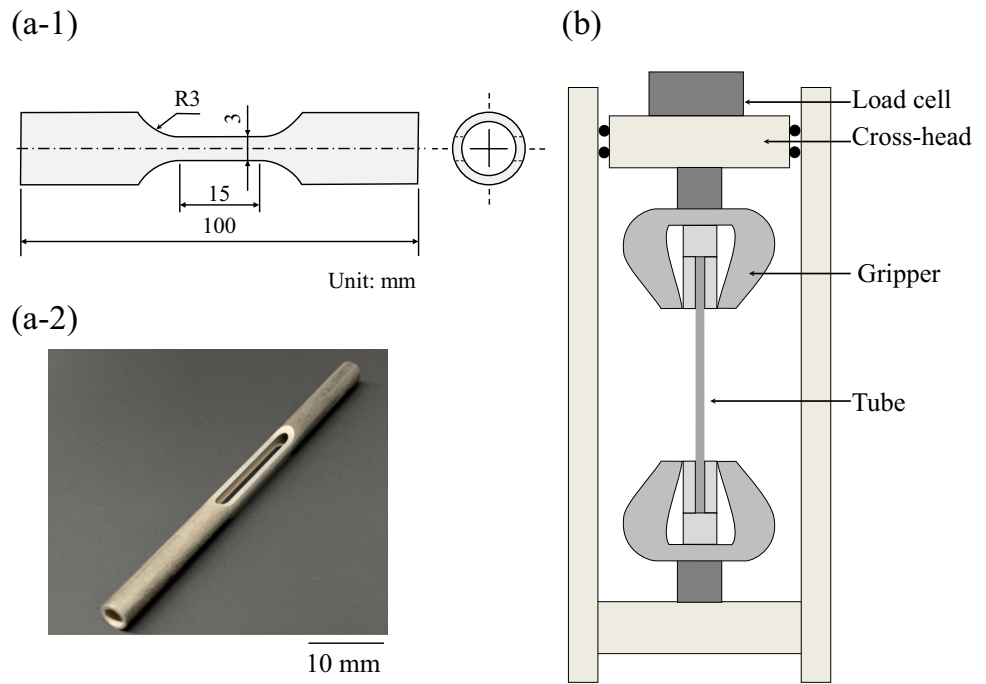 (a-1)
R3
3
15
100
Unit: mm
(a-2)
10 mm
(b)
Load cell
Cross-head
Gripper
Tube